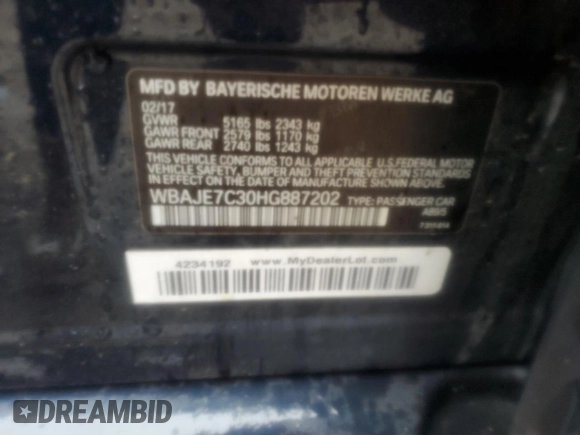 MFD BY BAYERISCHE MOTOREN WERKE AG
02/17
GVWR 5165 lbs 2343 kg
GAWR FRONT 2579 lbs 1170 kg
GAWR REAR 2740 lbs 1243 kg
THIS VEHICLE CONFORMS TO ALL APPLICABLE U.S. FEDERAL MOTOR
VEHICLE SAFETY, BUMPER AND THEFT PREVENTION STANDARDS
IN EFFECT ON THE DATE OF MANUFACTURE SHOWN ABOVE.
WBAJE7C30HG887202 TYPE: PASSENGER CAR
4234192 www.MyDealerLot.com
DREAMBID